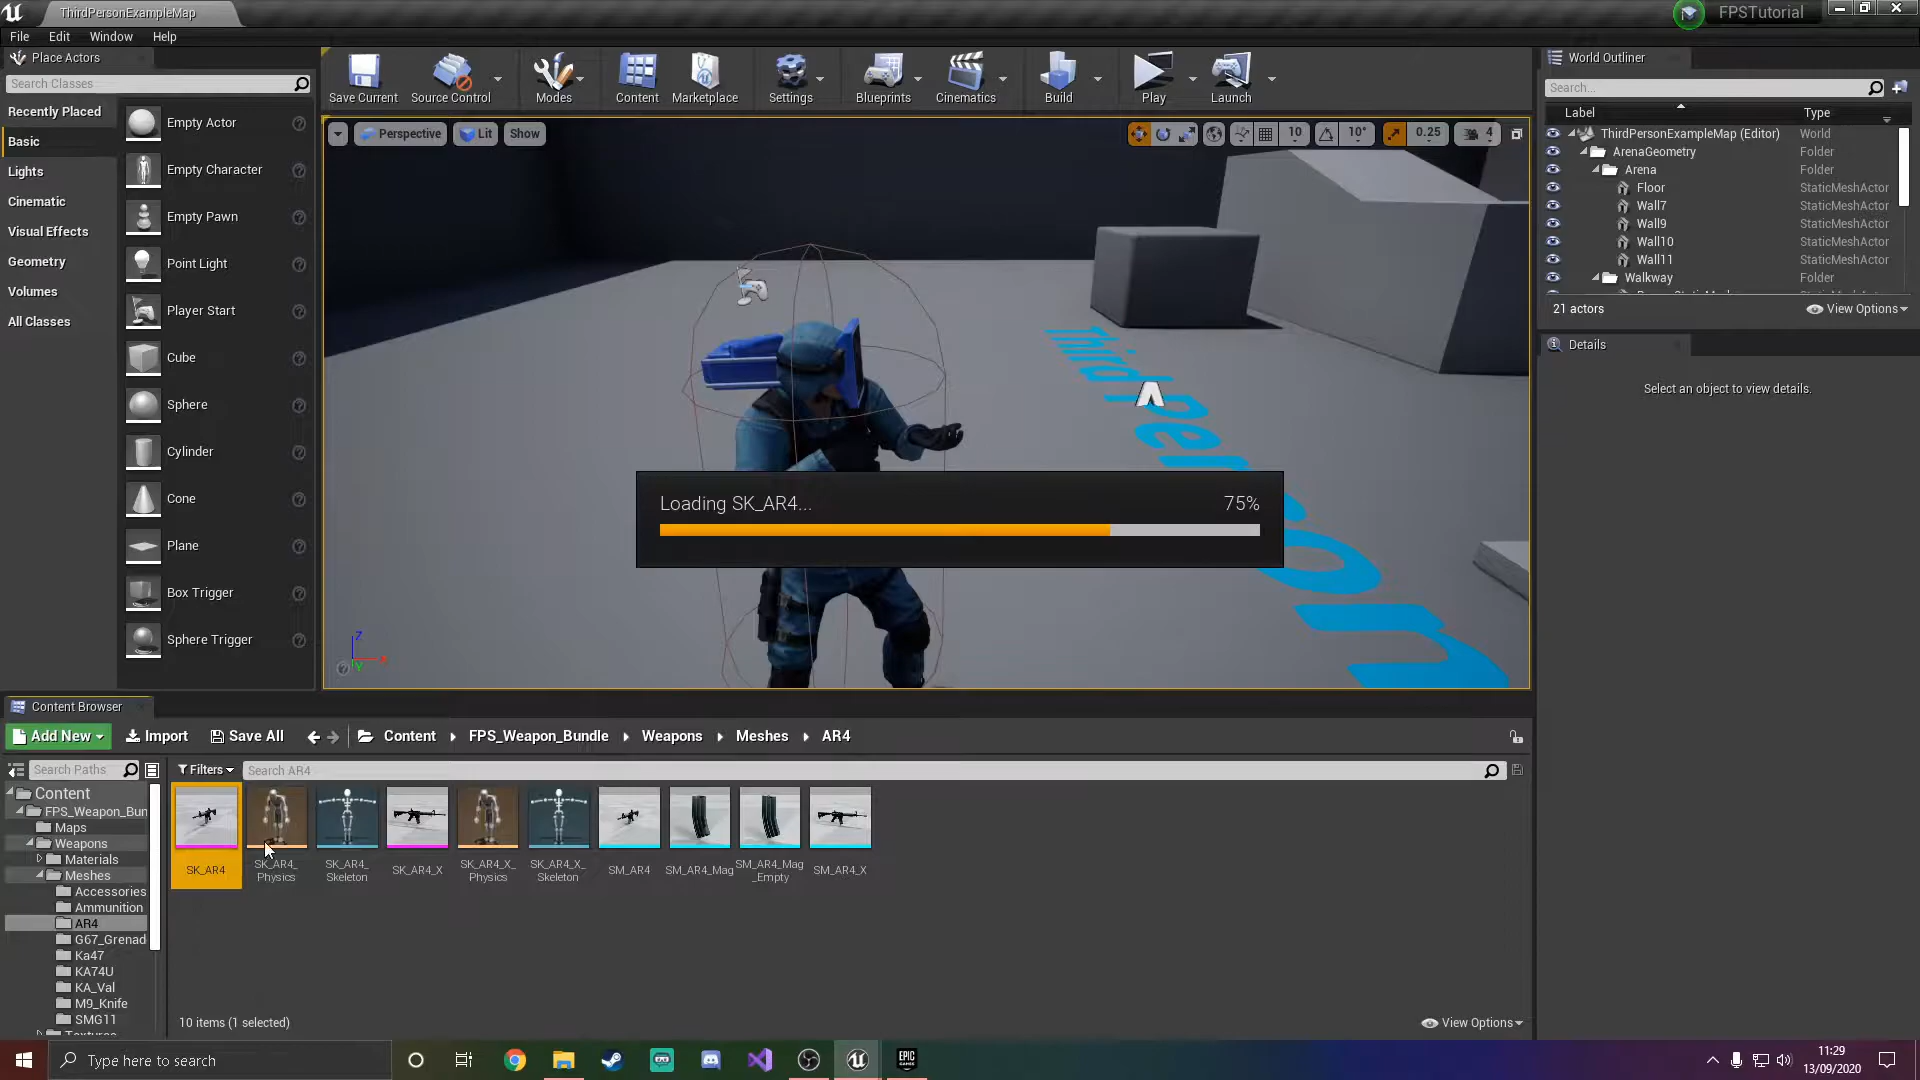 ThirdPersonExampleMap
FPSTutorial
File Edit Window Help
Place Actors
Search Classes
Recently Placed
Basic
Lights
Cinematic
Visual Effects
Geometry
Volumes
All Classes
Empty Actor
Empty Character
Empty Pawn
Point Light
Player Start
Cube
Sphere
Cylinder
Cone
Plane
Box Trigger
Sphere Trigger
Save Current
Source Control
Modes
Content
Marketplace
Settings
Blueprints
Cinematics
Build
Play
Launch
Perspective Lit Show
10 10° 0.25 4
Third Person
Z
Y
Loading SK_AR4... 75%
World Outliner
Search...
Label Type
ThirdPersonExampleMap (Editor) World
ArenaGeometry Folder
Arena Folder
Floor StaticMeshActor
Wall7 StaticMeshActor
Wall9 StaticMeshActor
Wall10 StaticMeshActor
Wall11 StaticMeshActor
Walkway Folder
21 actors View Options
Details
Select an object to view details.
Content Browser
Add New Import Save All Content FPS_Weapon_Bundle Weapons Meshes AR4
Search Paths
Filters Search AR4
Content
FPS_Weapon_Bun
Maps
Weapons
Materials
Meshes
Accessories
Ammunition
AR4
G67_Grenad
Ka47
KA74U
KA_Val
M9_Knife
SMG11
SK_AR4
SK_AR4_
Physics
SK_AR4_
Skeleton
SK_AR4_X
SK_AR4_X_
Physics
SK_AR4_X_
Skeleton
SM_AR4
SM_AR4_Mag
SM_AR4_Mag
_Empty
SM_AR4_X
10 items (1 selected) View Options
Type here to search
EPIC
GAMES
11:29
13/09/2020